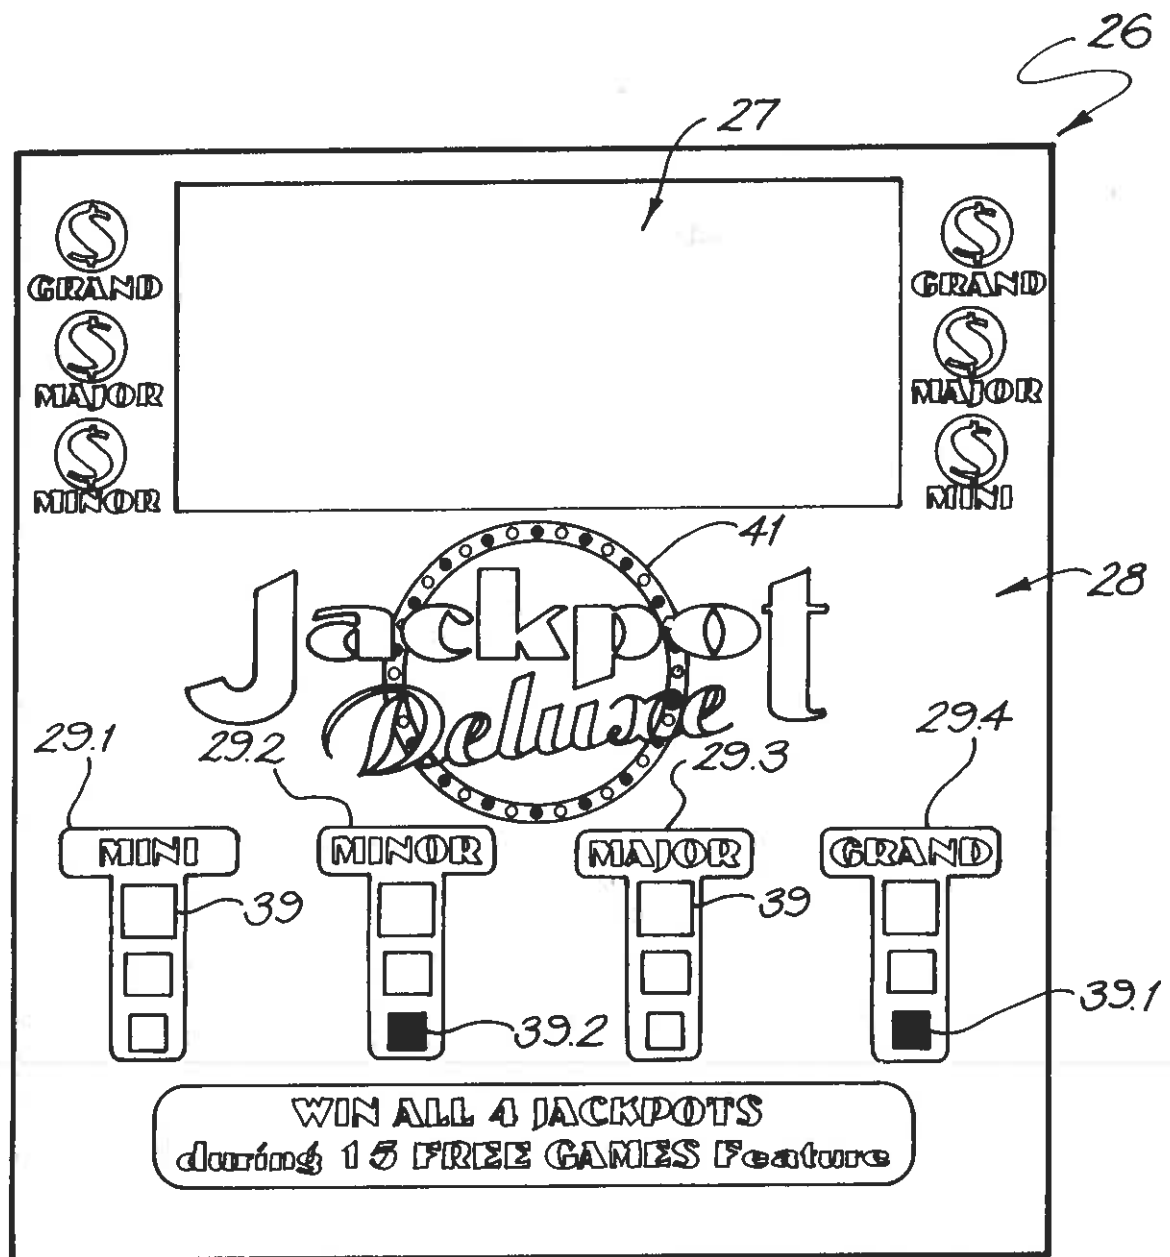 26
27
GRAND
GRAND
MAJOR
MAJOR
MINOR
MINI
41
28
Jackpot
Deluxe
29.1
29.2
29.3
29.4
MINI
MINOR
MAJOR
GRAND
39
39
39.2
39.1
WIN ALL 4 JACKPOTS
during 15 FREE GAMES Feature